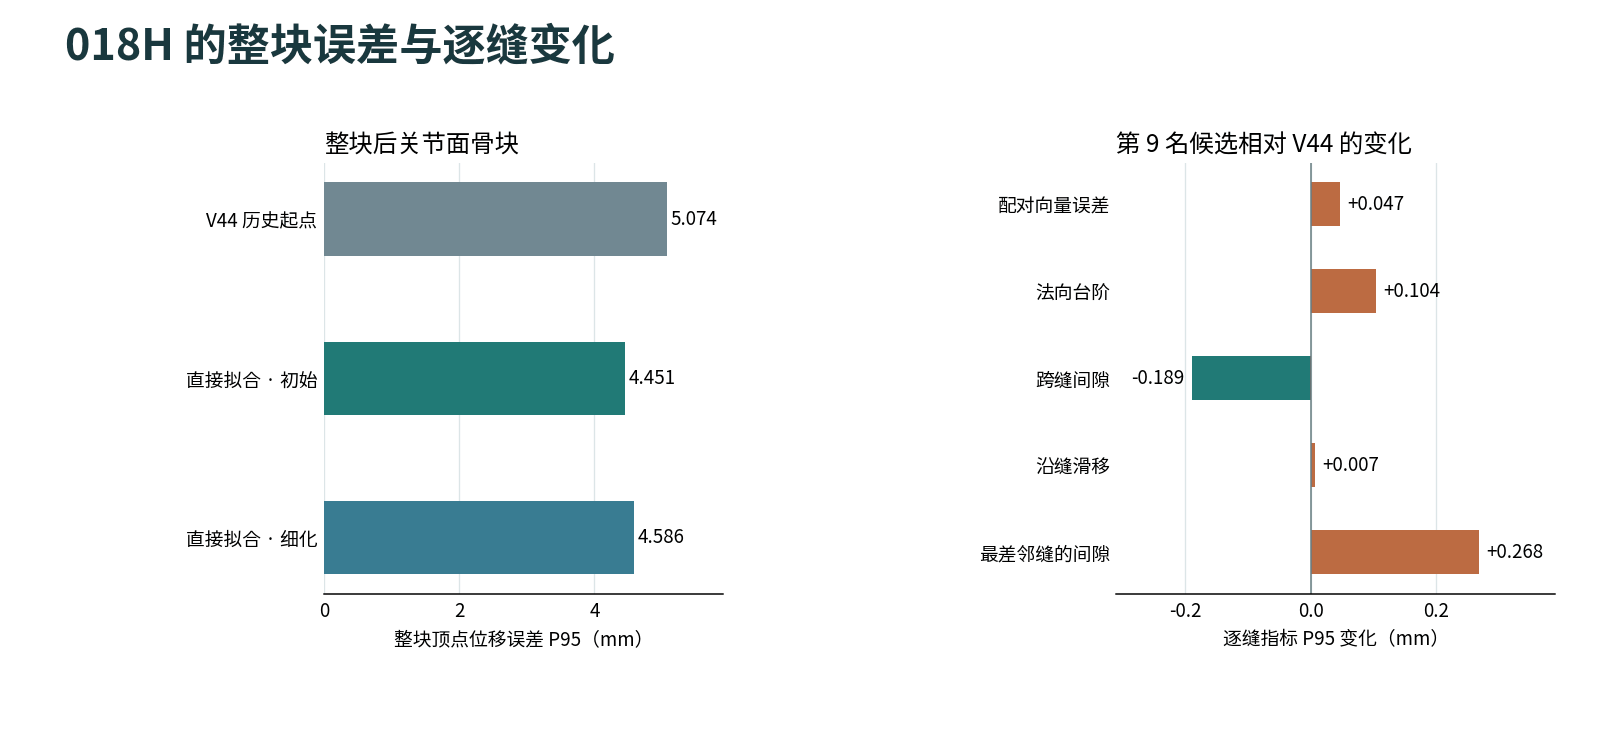 018H 的整块误差与逐缝变化
整块后关节面骨块
V44 历史起点
5.074
直接拟合 · 初始
4.451
直接拟合 · 细化
4.586
0 2 4
整块顶点位移误差 P95（mm）
第 9 名候选相对 V44 的变化
配对向量误差
+0.047
法向台阶
+0.104
跨缝间隙
-0.189
沿缝滑移
+0.007
最差邻缝的间隙
+0.268
-0.2 0.0 0.2
逐缝指标 P95 变化（mm）